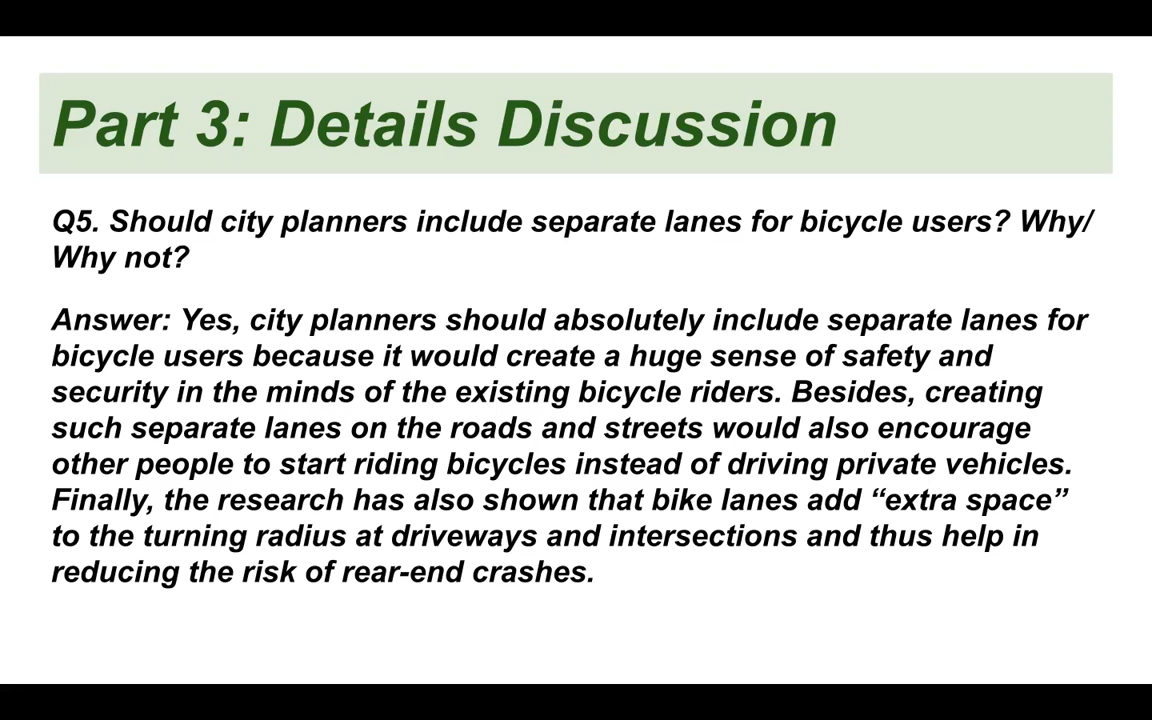 Part 3: Details Discussion
Q5. Should city planners include separate lanes for bicycle users? Why/
Why not?
Answer: Yes, city planners should absolutely include separate lanes for
bicycle users because it would create a huge sense of safety and
security in the minds of the existing bicycle riders. Besides, creating
such separate lanes on the roads and streets would also encourage
other people to start riding bicycles instead of driving private vehicles.
Finally, the research has also shown that bike lanes add “extra space”
to the turning radius at driveways and intersections and thus help in
reducing the risk of rear-end crashes.